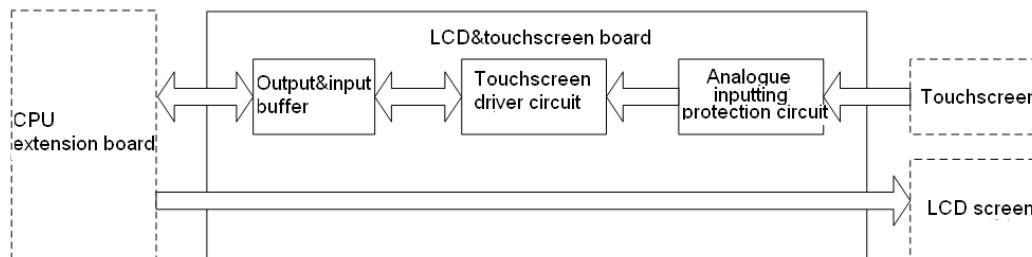 LCD&touchscreen board
CPU
extension board
Output&input
buffer
Touchscreen
driver circuit
Analogue
inputting
protection circuit
Touchscreen
LCD screen